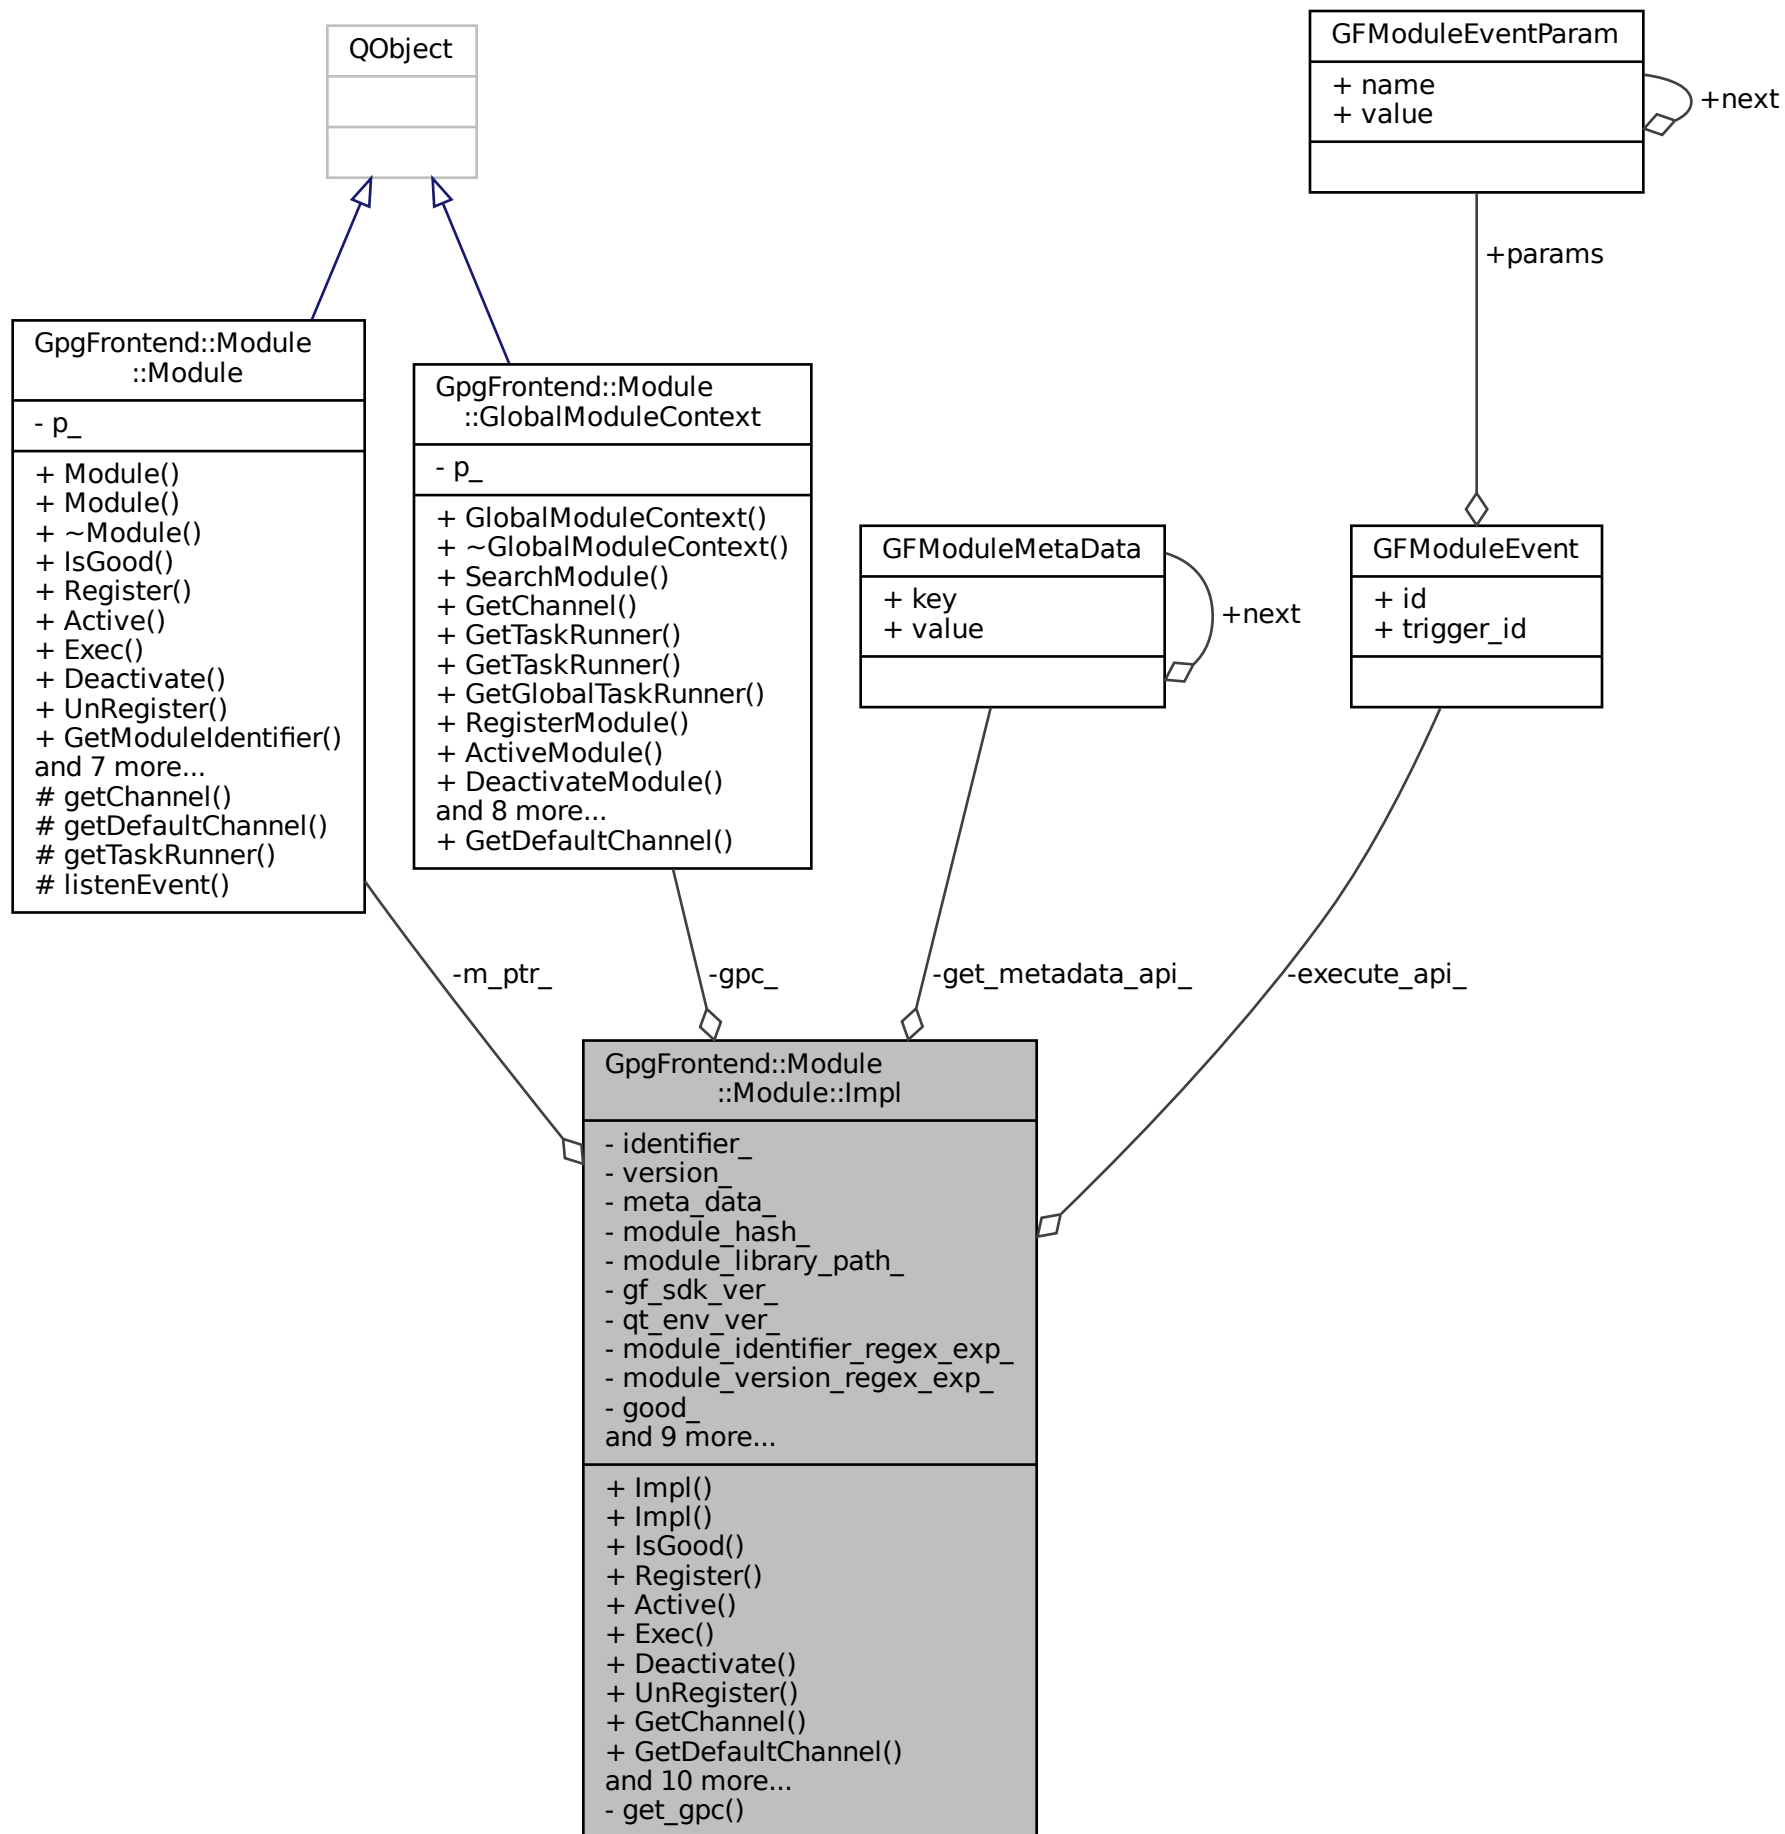 QObject
GFModuleEventParam
+ name
+ value
+next
+params
GpgFrontend::Module
::Module
- p_
+ Module()
+ Module()
+ ~Module()
+ IsGood()
+ Register()
+ Active()
+ Exec()
+ Deactivate()
+ UnRegister()
+ GetModuleIdentifier()
and 7 more...
# getChannel()
# getDefaultChannel()
# getTaskRunner()
# listenEvent()
GpgFrontend::Module
::GlobalModuleContext
- p_
+ GlobalModuleContext()
+ ~GlobalModuleContext()
+ SearchModule()
+ GetChannel()
+ GetTaskRunner()
+ GetTaskRunner()
+ GetGlobalTaskRunner()
+ RegisterModule()
+ ActiveModule()
+ DeactivateModule()
and 8 more...
+ GetDefaultChannel()
GFModuleMetaData
+ key
+ value
+next
GFModuleEvent
+ id
+ trigger_id
-m_ptr_
-gpc_
-get_metadata_api_
-execute_api_
GpgFrontend::Module
::Module::Impl
- identifier_
- version_
- meta_data_
- module_hash_
- module_library_path_
- gf_sdk_ver_
- qt_env_ver_
- module_identifier_regex_exp_
- module_version_regex_exp_
- good_
and 9 more...
+ Impl()
+ Impl()
+ IsGood()
+ Register()
+ Active()
+ Exec()
+ Deactivate()
+ UnRegister()
+ GetChannel()
+ GetDefaultChannel()
and 10 more...
- get_gpc()